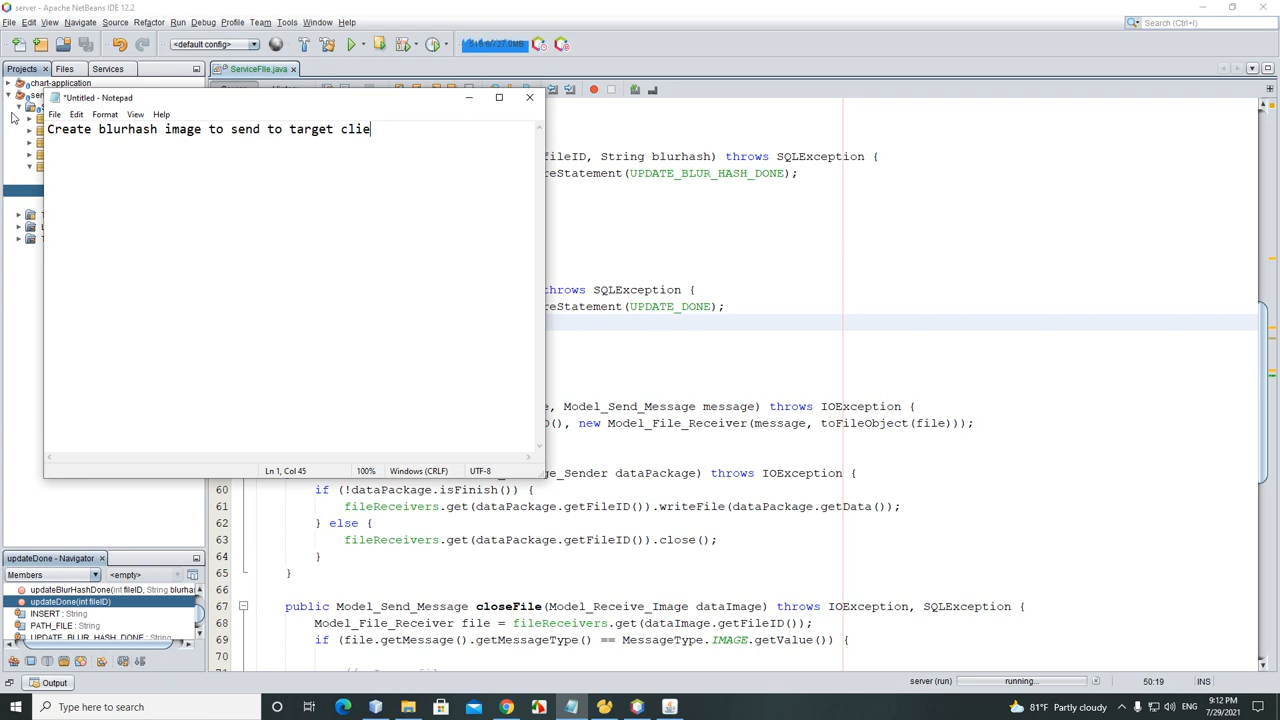 server - Apache NetBeans IDE 12.2
File Edit View Navigate Source Refactor Run Debug Profile Team Tools Window Help
Search (Ctrl+I)
<default config>
Projects Files Services
ServiceFIle.java
chart-application
*Untitled - Notepad
File Edit Format View Help
Create blurhash image to send to target clie
Ln 1, Col 45 100% Windows (CRLF) UTF-8
fileID, String blurhash) throws SQLException {
reStatement(UPDATE_BLUR_HASH_DONE);
throws SQLException {
reStatement(UPDATE_DONE);
, Model_Send_Message message) throws IOException {
D(), new Model_File_Receiver(message, toFileObject(file)));
_Sender dataPackage) throws IOException {
60 if (!dataPackage.isFinish()) {
61 fileReceivers.get(dataPackage.getFileID()).writeFile(dataPackage.getData());
62 } else {
63 fileReceivers.get(dataPackage.getFileID()).close();
64 }
65 }
66
67 public Model_Send_Message closeFile(Model_Receive_Image dataImage) throws IOException, SQLException {
68 Model_File_Receiver file = fileReceivers.get(dataImage.getFileID());
69 if (file.getMessage().getMessageType() == MessageType.IMAGE.getValue()) {
70
updateDone - Navigator
Members <empty>
updateBlurHashDone(int fileID, String blurhas
updateDone(int fileID)
INSERT : String
PATH_FILE : String
UPDATE_BLUR_HASH_DONE : String
Output
server (run) running... 50:19 INS
Type here to search
81°F Partly cloudy ENG
9:12 PM
7/29/2021